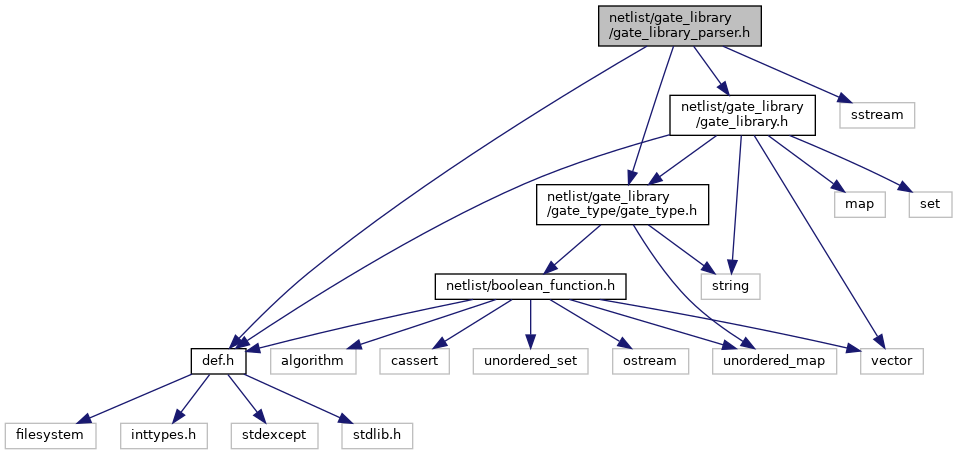 netlist/gate_library
/gate_library_parser.h
netlist/gate_library
/gate_library.h
sstream
netlist/gate_library
/gate_type/gate_type.h
map
set
netlist/boolean_function.h
string
def.h
algorithm
cassert
unordered_set
ostream
unordered_map
vector
filesystem
inttypes.h
stdexcept
stdlib.h